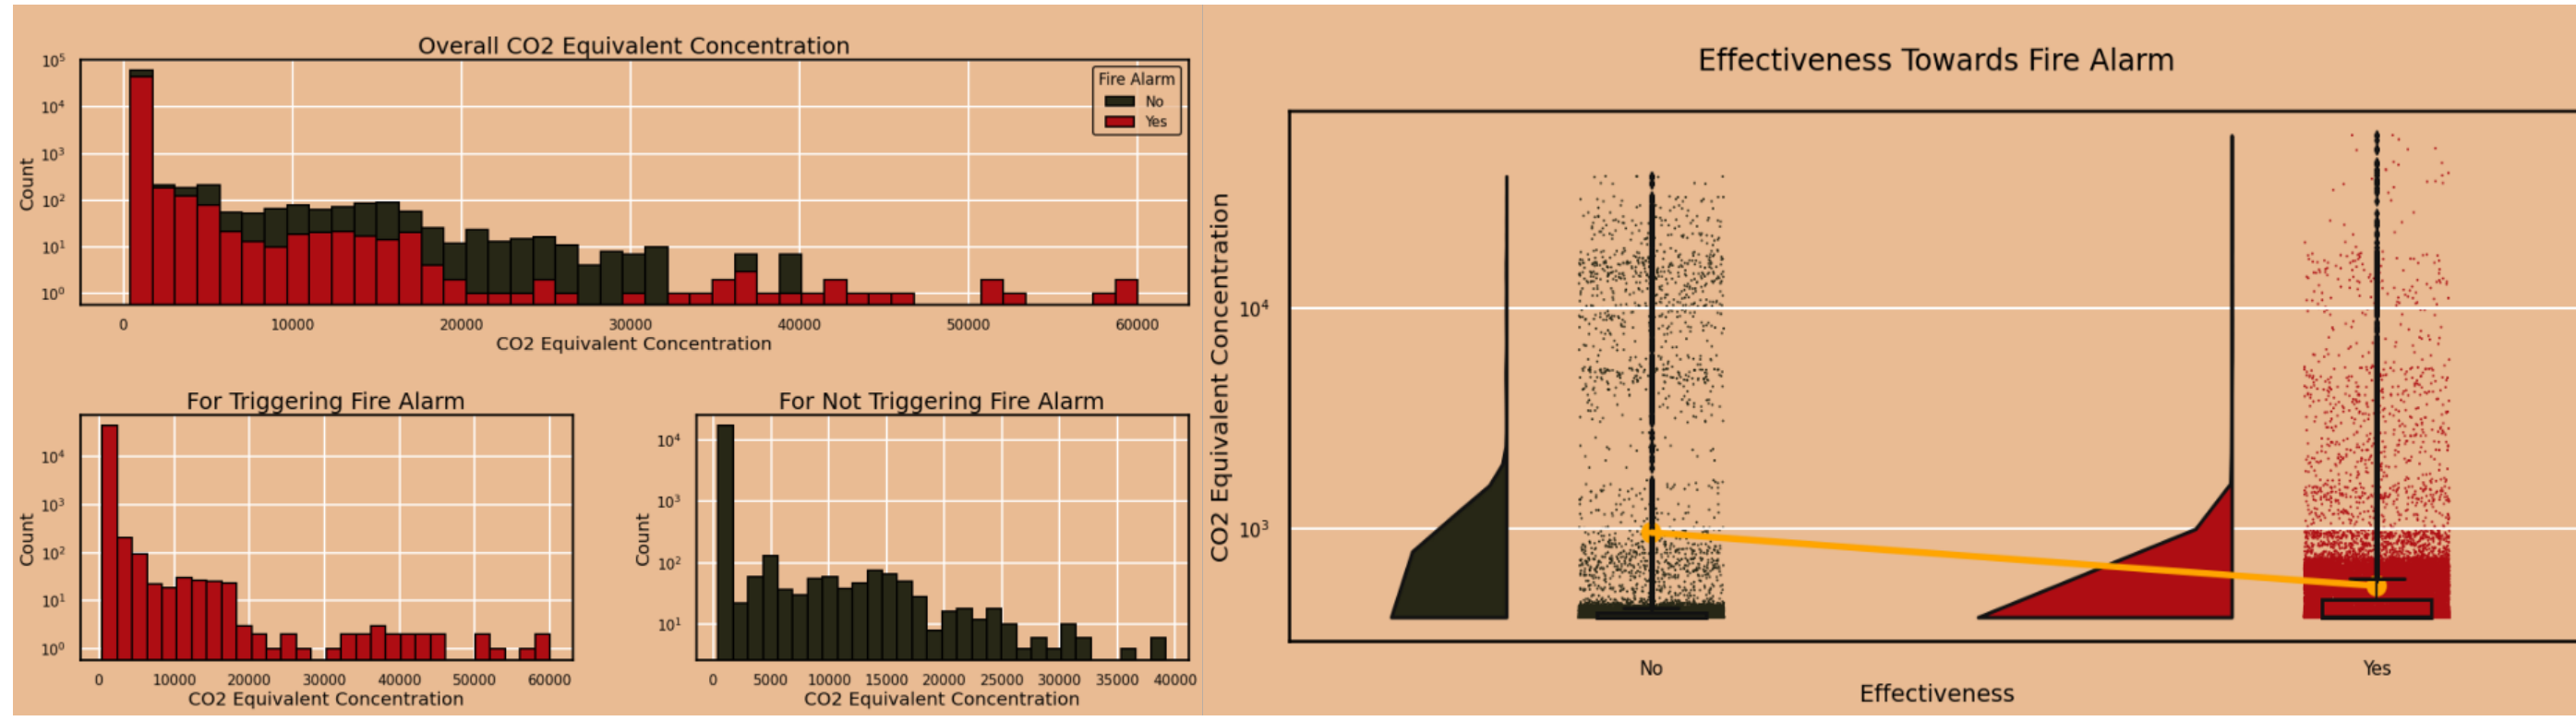 Overall CO2 Equivalent Concentration
Count
10⁵
10⁴
10³
10²
10¹
10⁰
Fire Alarm
No
Yes
0 10000 20000 30000 40000 50000 60000
CO2 Equivalent Concentration
For Triggering Fire Alarm
Count
10⁴
10³
10²
10¹
10⁰
0 10000 20000 30000 40000 50000 60000
CO2 Equivalent Concentration
For Not Triggering Fire Alarm
Count
10⁴
10³
10²
10¹
0 5000 10000 15000 20000 25000 30000 35000 40000
CO2 Equivalent Concentration
Effectiveness Towards Fire Alarm
CO2 Equivalent Concentration
10⁴
10³
No Yes
Effectiveness